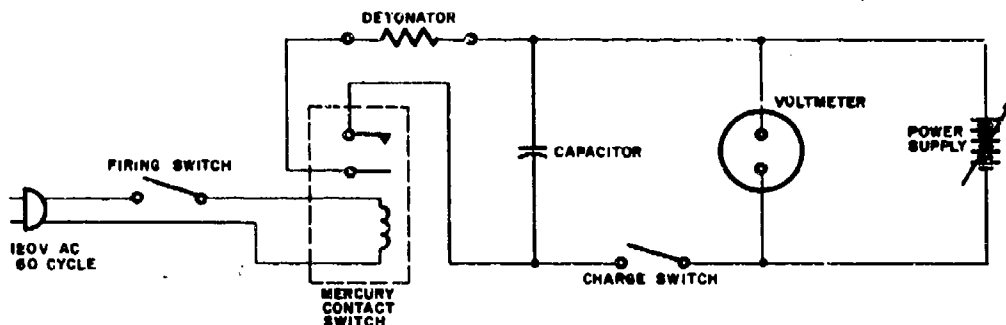 DETONATOR
VOLTMETER
POWER
SUPPLY
CAPACITOR
FIRING SWITCH
120V AC
60 CYCLE
CHARGE SWITCH
MERCURY
CONTACT
SWITCH